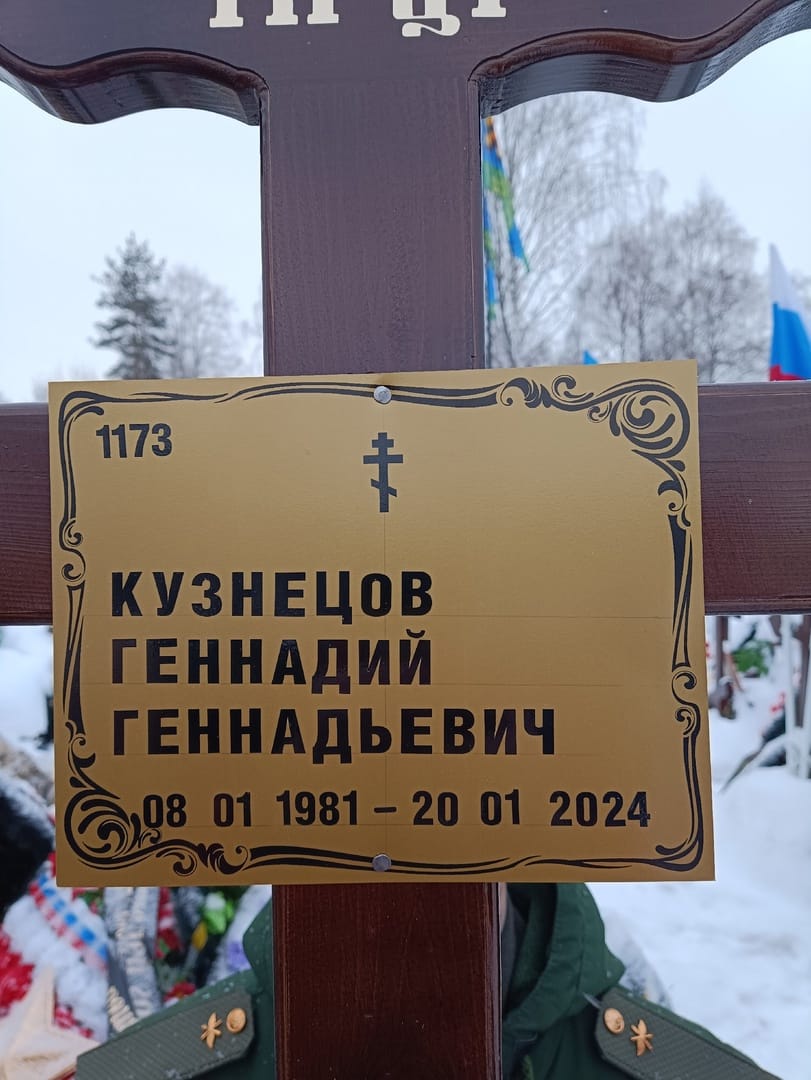 1173
КУЗНЕЦОВ
ГЕННАДИЙ
ГЕННАДЬЕВИЧ
08 01 1981 – 20 01 2024